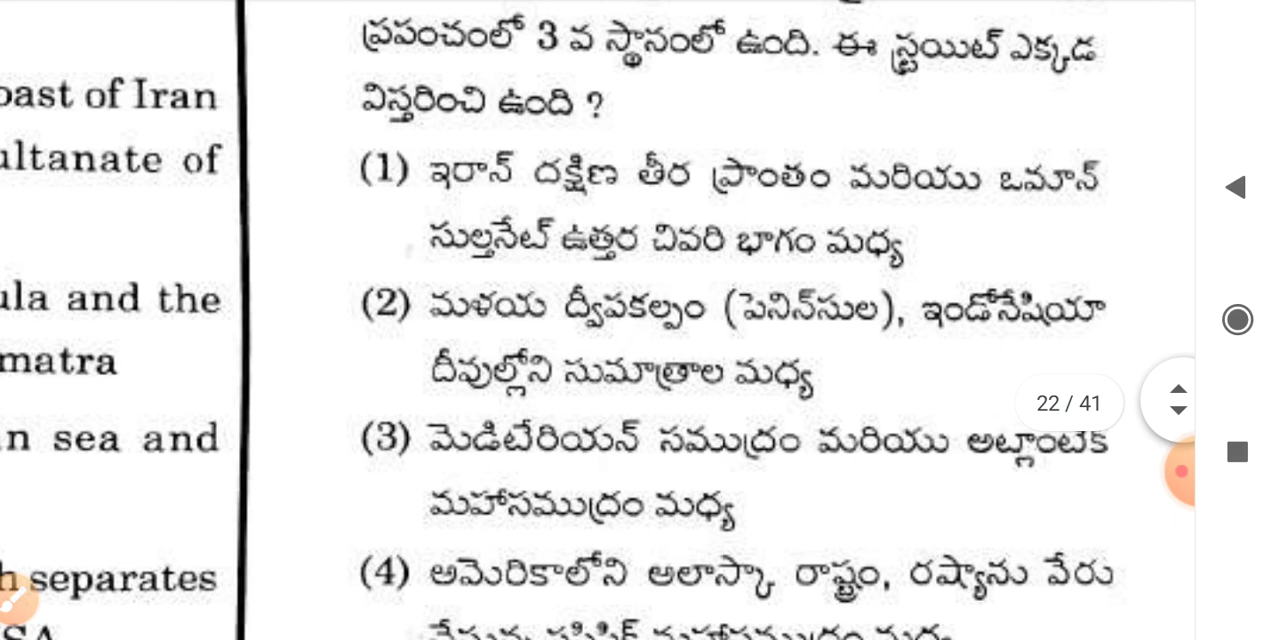 ప్రపంచంలో 3 వ స్థానంలో ఉంది. ఈ స్ట్రయిట్ ఎక్కడ
oast of Iran
విస్తరించి ఉంది ?
ultanate of
(1) ఇరాన్ దక్షిణ తీర ప్రాంతం మరియు ఒమాన్
సుల్తనేట్ ఉత్తర చివరి భాగం మధ్య
ula and the
(2) మళయ ద్వీపకల్పం (పెనిన్‌సుల), ఇండోనేషియా
matra
దీవుల్లోని సుమాత్రాల మధ్య
22 / 41
n sea and
(3) మెడిటేరియన్ సముద్రం మరియు అట్లాంటిక్
మహాసముద్రం మధ్య
h separates
(4) అమెరికాలోని అలాస్కా రాష్ట్రం, రష్యాను వేరు